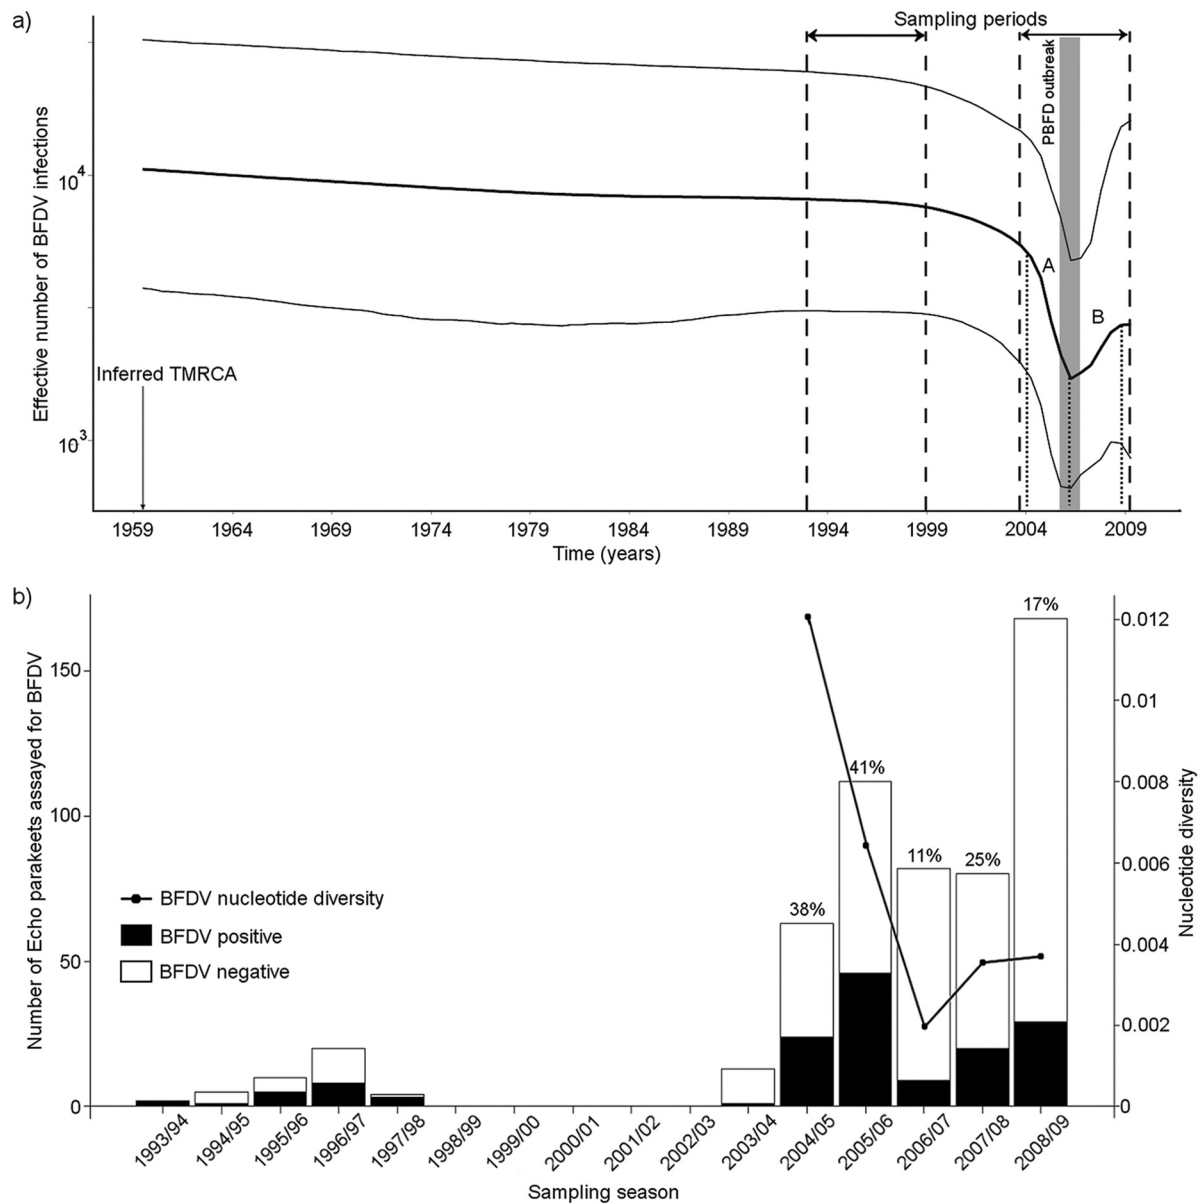 a)
Sampling periods
PBFD outbreak
Effective number of BFDV infections
10^4
10^3
A
B
Inferred TMRCA
1959 1964 1969 1974 1979 1984 1989 1994 1999 2004 2009
Time (years)
b)
Number of Echo parakeets assayed for BFDV
150
100
50
0
BFDV nucleotide diversity
BFDV positive
BFDV negative
38%
41%
11%
25%
17%
0.012
0.01
0.008
0.006
0.004
0.002
0
Nucleotide diversity
1993/94 1994/95 1995/96 1996/97 1997/98 1998/99 1999/00 2000/01 2001/02 2002/03 2003/04 2004/05 2005/06 2006/07 2007/08 2008/09
Sampling season